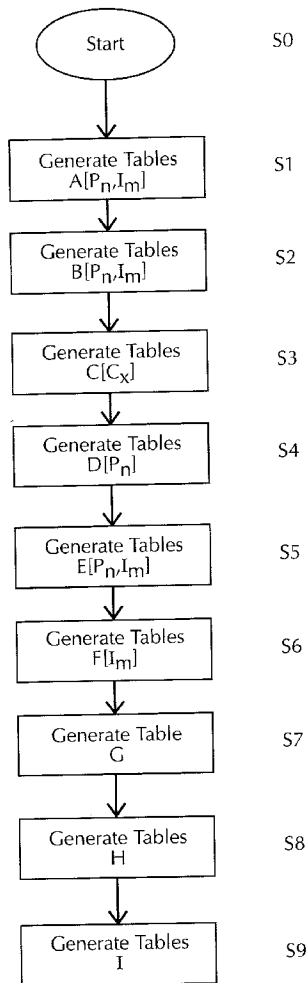 Start S0
Generate Tables S1
A[Pn,Im]
Generate Tables S2
B[Pn,Im]
Generate Tables S3
C[Cx]
Generate Tables S4
D[Pn]
Generate Tables S5
E[Pn,Im]
Generate Tables S6
F[Im]
Generate Table S7
G
Generate Tables S8
H
Generate Tables S9
I